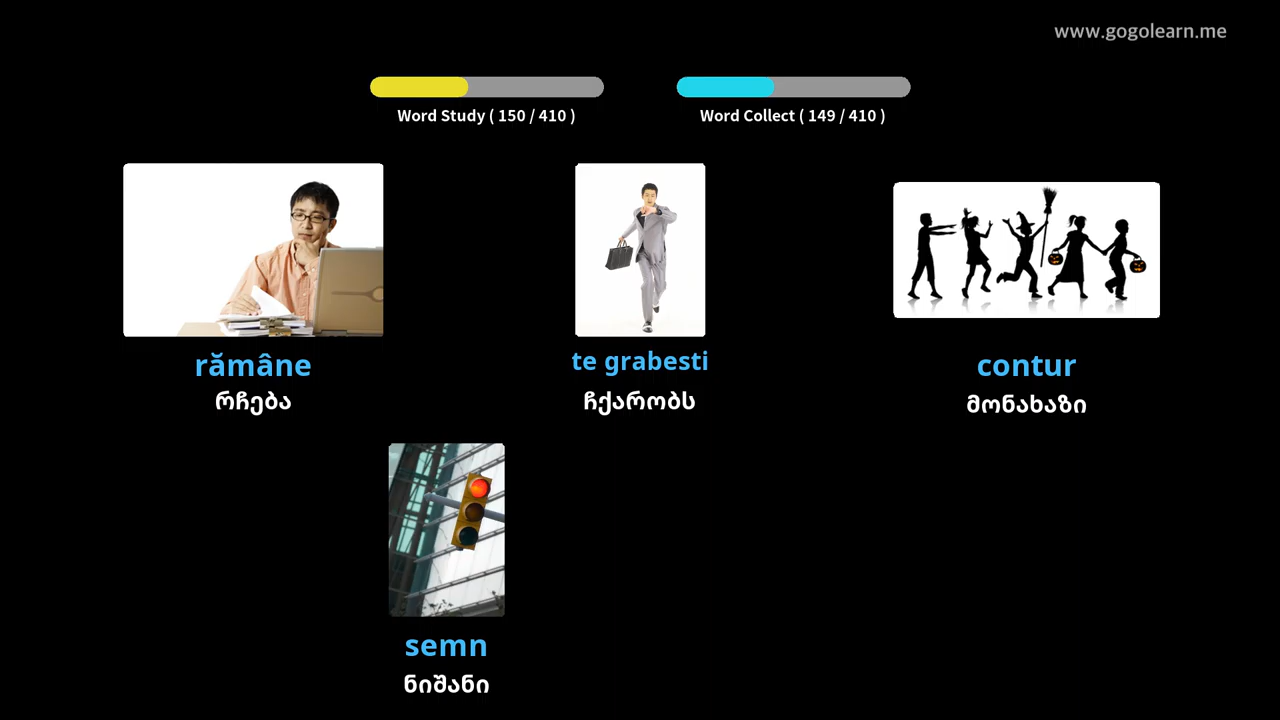 www.gogolearn.me
Word Study ( 150 / 410 )
Word Collect ( 149 / 410 )
rămâne
რჩება
te grabesti
ჩქარობს
contur
მონახაზი
semn
ნიშანი